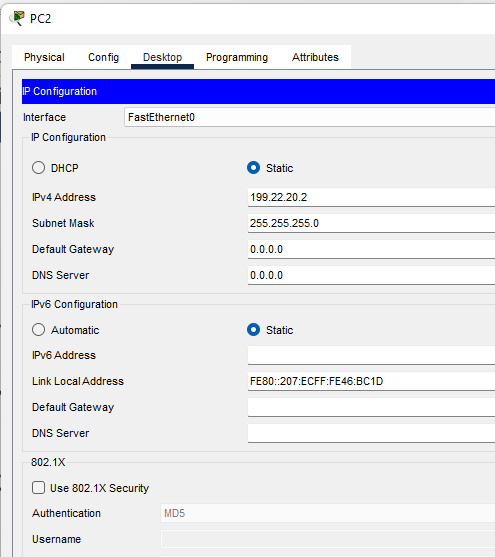 PC2
Physical Config Desktop Programming Attributes
IP Configuration
Interface FastEthernet0
IP Configuration
DHCP Static
IPv4 Address 199.22.20.2
Subnet Mask 255.255.255.0
Default Gateway 0.0.0.0
DNS Server 0.0.0.0
IPv6 Configuration
Automatic Static
IPv6 Address
Link Local Address FE80::207:ECFF:FE46:BC1D
Default Gateway
DNS Server
802.1X
Use 802.1X Security
Authentication MD5
Username